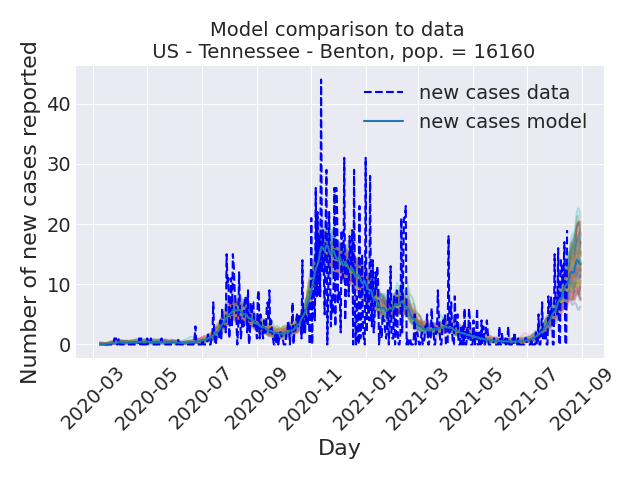 Model comparison to data
US - Tennessee - Benton, pop. = 16160
Number of new cases reported
40
30
20
10
0
new cases data
new cases model
2020-03
2020-05
2020-07
2020-09
2020-11
2021-01
2021-03
2021-05
2021-07
2021-09
Day